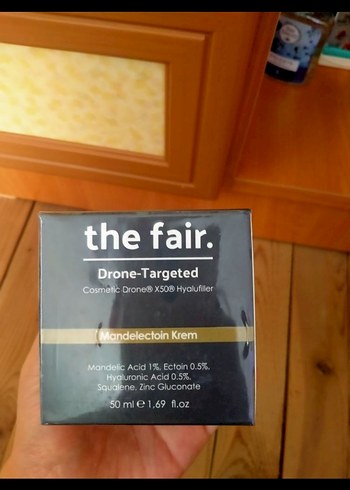 the fair.
Drone-Targeted
Cosmetic Drone® X50® Hyalufiller
Mandelectoin Krem
Mandelic Acid 1%, Ectoin 0.5%,
Hyaluronic Acid 0.5%,
Squalene, Zinc Gluconate
50 ml ℮ 1,69 fl.oz